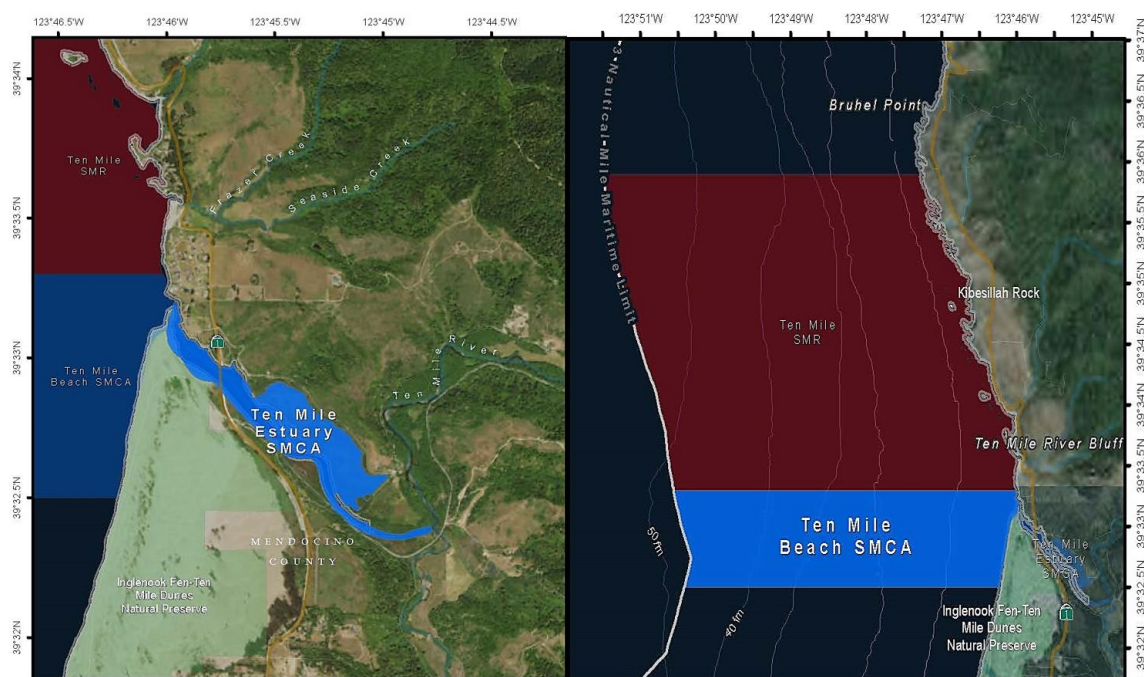 123°46.5'W
123°46'W
123°45.5'W
123°45'W
123°44.5'W
39°34'N
39°33.5'N
39°33'N
39°32.5'N
39°32'N
Ten Mile
SMR
Frazer Creek
Seaside Creek
Ten Mile
Beach SMCA
1
Ten Mile River
Ten Mile
Estuary
SMCA
MENDOCINO
COUNTY
Inglenook Fen-Ten
Mile Dunes
Natural Preserve
123°51'W
123°50'W
123°49'W
123°48'W
123°47'W
123°46'W
123°45'W
39°37'N
39°36.5'N
39°36'N
39°35.5'N
39°35'N
39°34.5'N
39°34'N
39°33.5'N
39°33'N
39°32.5'N
39°32'N
3-Nautical-Mile-Maritime-Limit
Bruhel Point
Kibesillah Rock
Ten Mile
SMR
Ten Mile River Bluff
Ten Mile
Beach SMCA
50 fm
40 fm
Ten Mile
Estuary
SMCA
Inglenook Fen-Ten
Mile Dunes
Natural Preserve
1